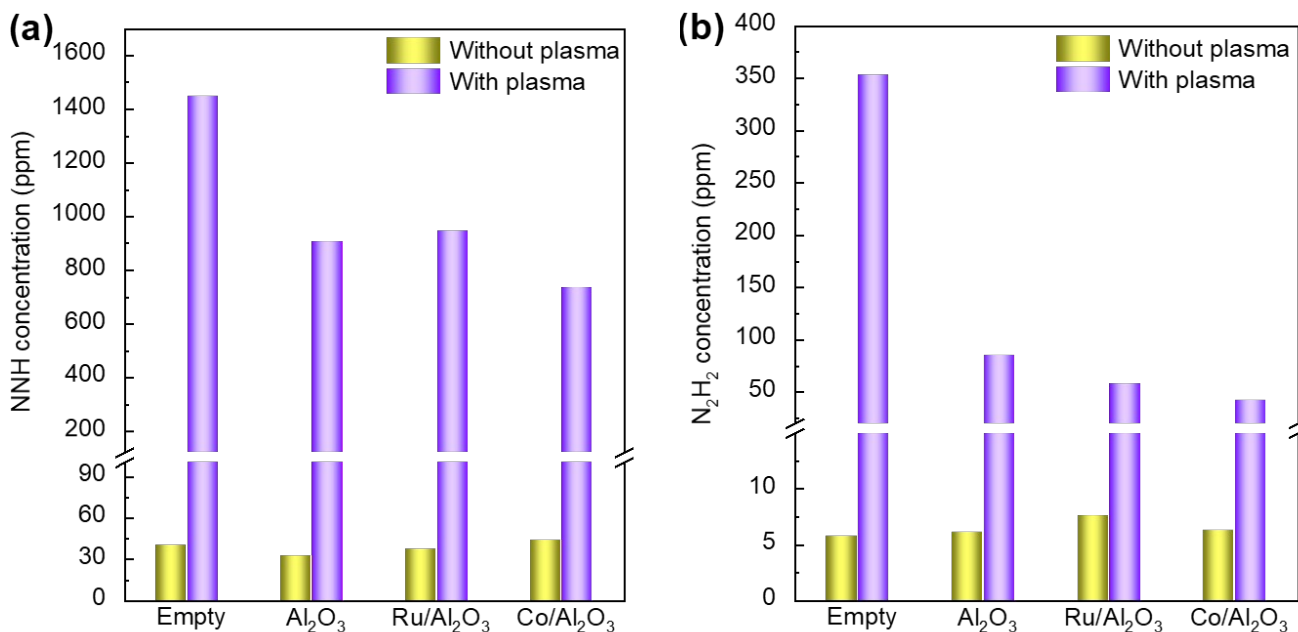 (a)
Without plasma
With plasma
NNH concentration (ppm)
1600
1400
1200
1000
800
600
400
200
90
60
30
0
Empty
Al₂O₃
Ru/Al₂O₃
Co/Al₂O₃
(b)
Without plasma
With plasma
N₂H₂ concentration (ppm)
400
350
300
250
200
150
100
50
10
5
0
Empty
Al₂O₃
Ru/Al₂O₃
Co/Al₂O₃